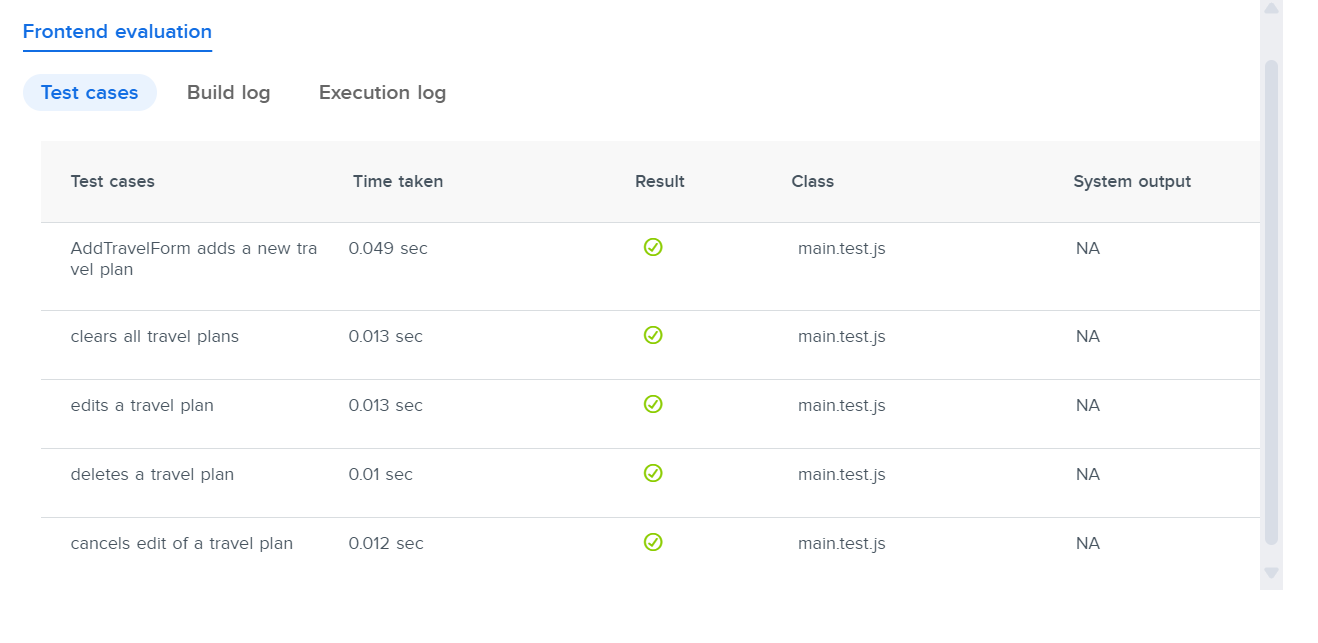 Frontend evaluation
Test cases Build log Execution log
Test cases Time taken Result Class System output
AddTravelForm adds a new tra 0.049 sec main.test.js NA
vel plan
clears all travel plans 0.013 sec main.test.js NA
edits a travel plan 0.013 sec main.test.js NA
deletes a travel plan 0.01 sec main.test.js NA
cancels edit of a travel plan 0.012 sec main.test.js NA